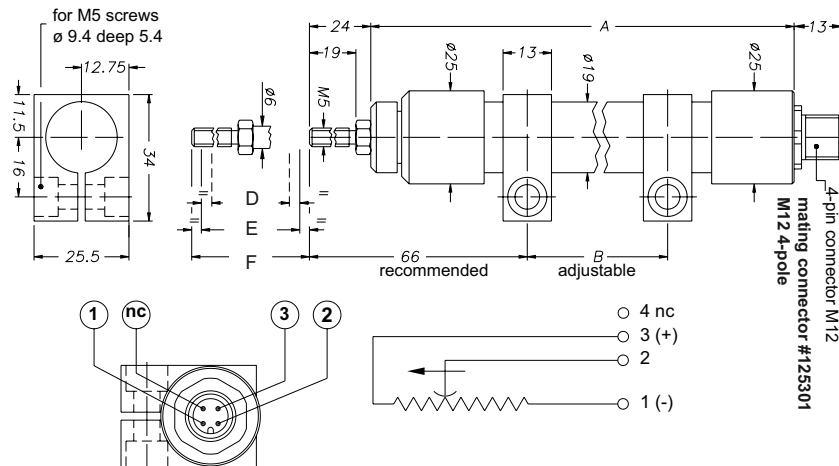 for M5 screws
ø 9.4 deep 5.4
12.75
11.5
16
34
25.5
24
19
A
13
ø25
13
ø19
ø25
M5
ø6
=
D
=
=
E
=
F
66
recommended
B
adjustable
4-pin connector M12
mating connector #125301
M12 4-pole
1
nc
3
2
4 nc
3 (+)
2
1 (-)